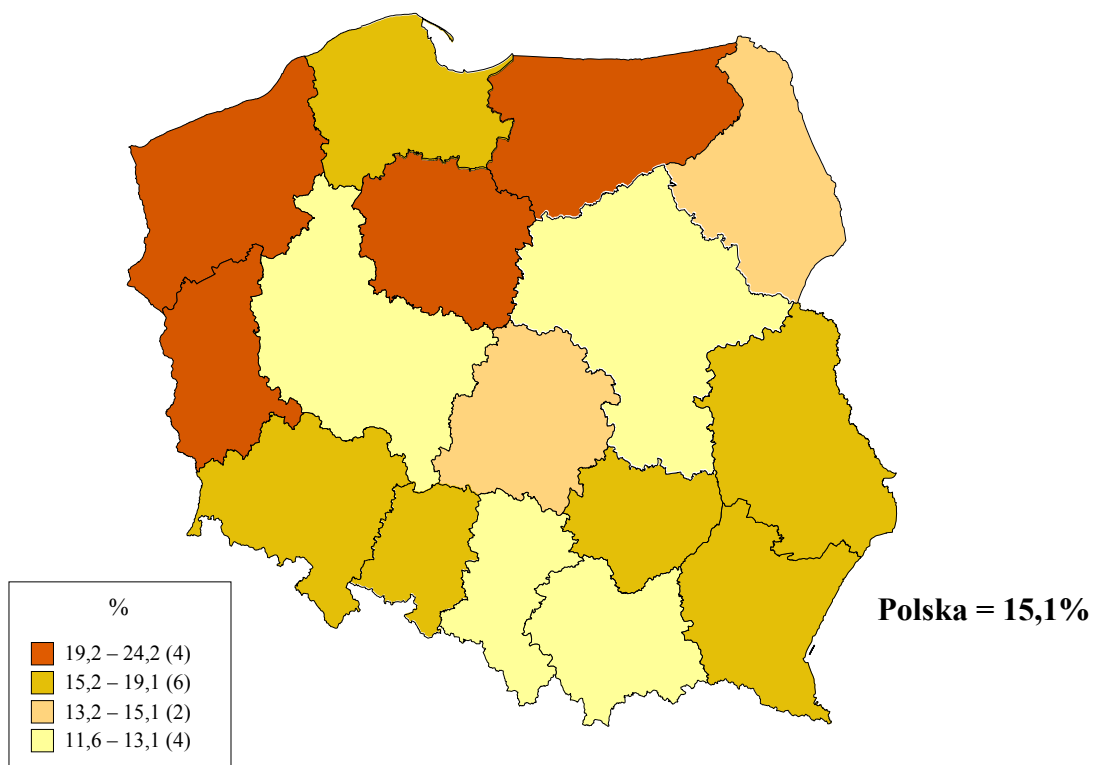 Polska = 15,1%
%
19,2 – 24,2 (4)
15,2 – 19,1 (6)
13,2 – 15,1 (2)
11,6 – 13,1 (4)